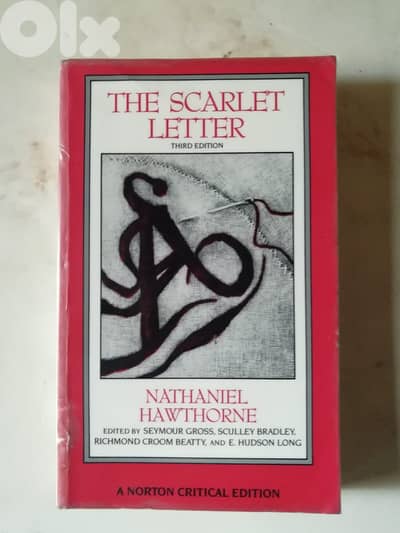 OLX
THE SCARLET
LETTER
THIRD EDITION
NATHANIEL
HAWTHORNE
EDITED BY SEYMOUR GROSS, SCULLEY BRADLEY,
RICHMOND CROOM BEATTY, AND E. HUDSON LONG
A NORTON CRITICAL EDITION